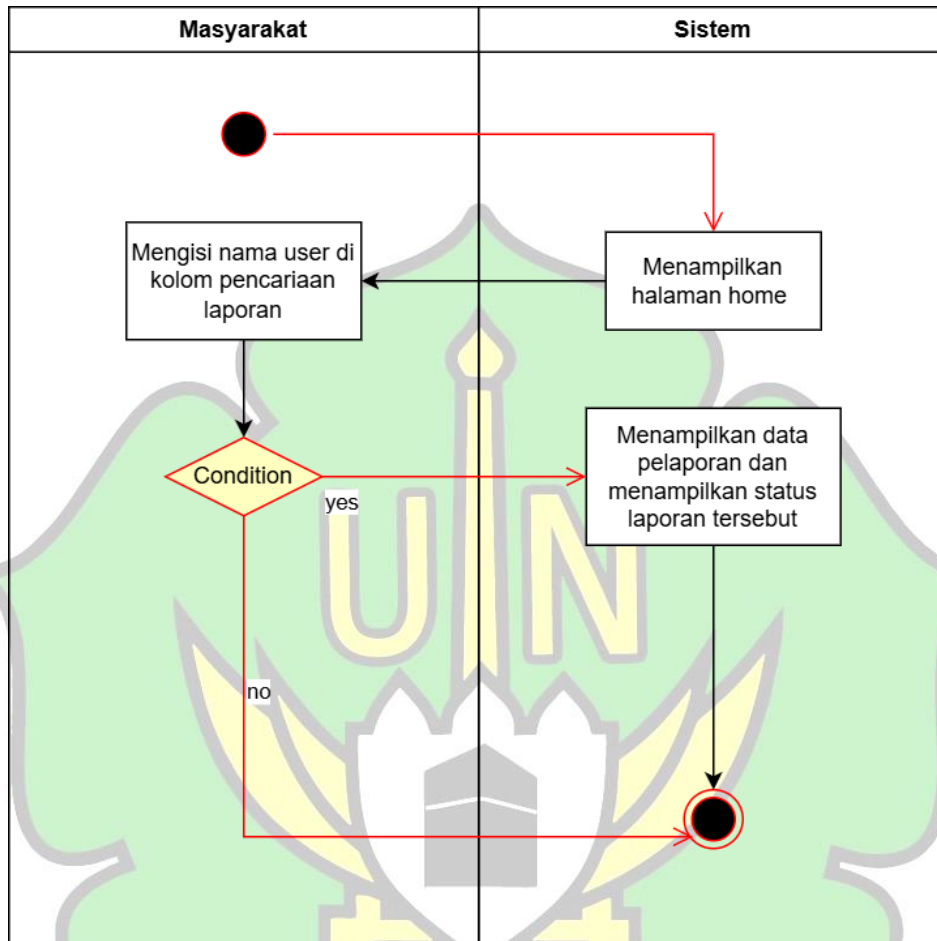 Masyarakat
Sistem
Mengisi nama user di
kolom pencariaan
laporan
Menampilkan
halaman home
Condition
yes
Menampilkan data
pelaporan dan
menampilkan status
laporan tersebut
no
UIN